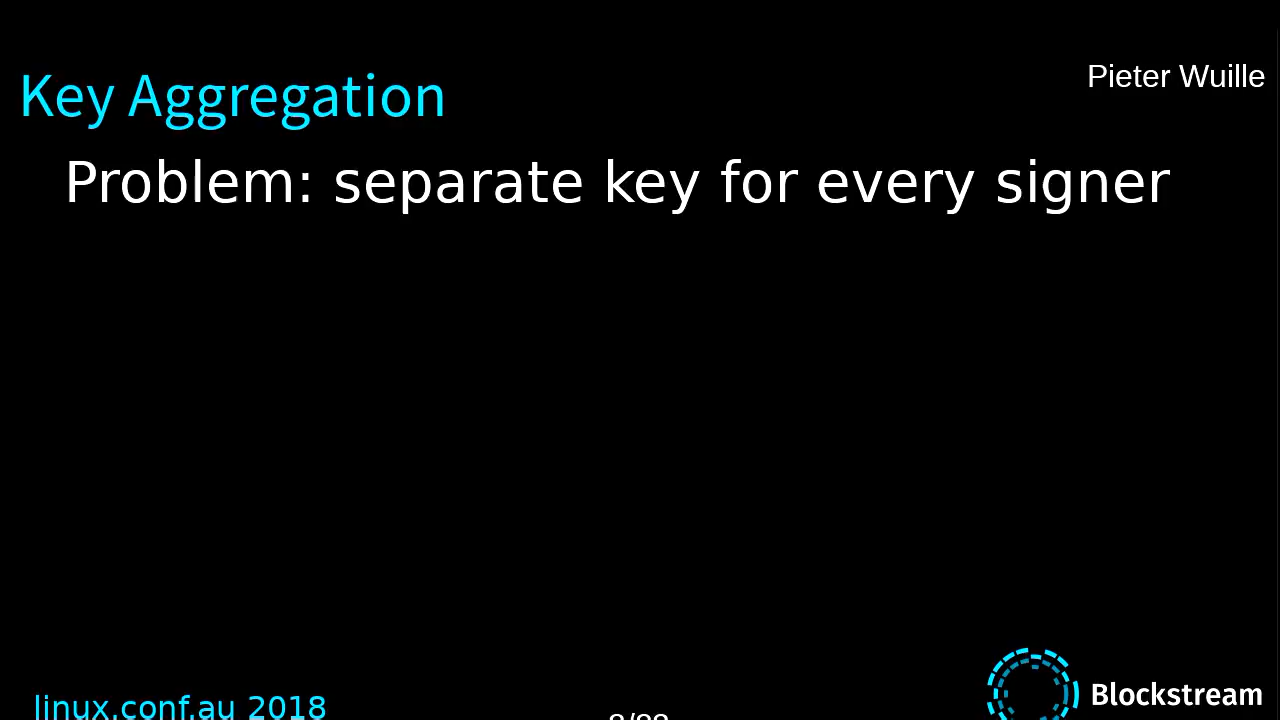 Pieter Wuille
Key Aggregation
Problem: separate key for every signer
linux.conf.au 2018
Blockstream